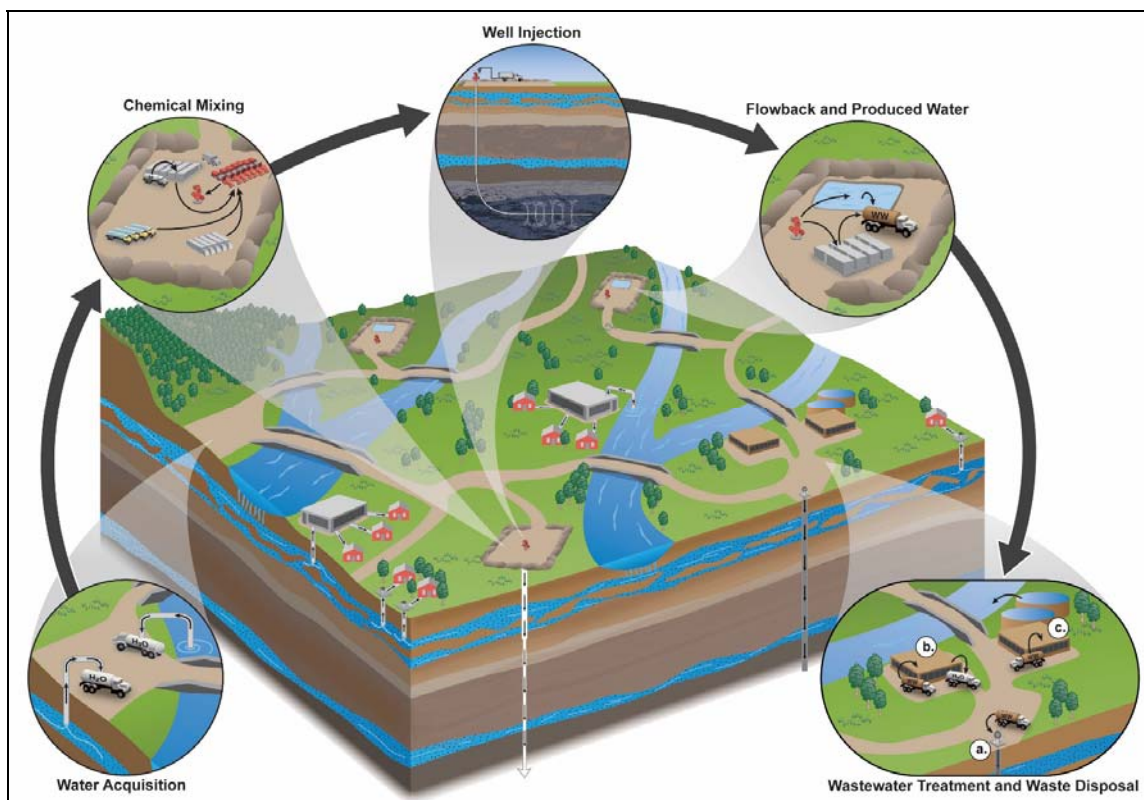 Well Injection
Chemical Mixing
Flowback and Produced Water
WW
H₂O
H₂O
b.
c.
H₂O
a.
Water Acquisition
Wastewater Treatment and Waste Disposal